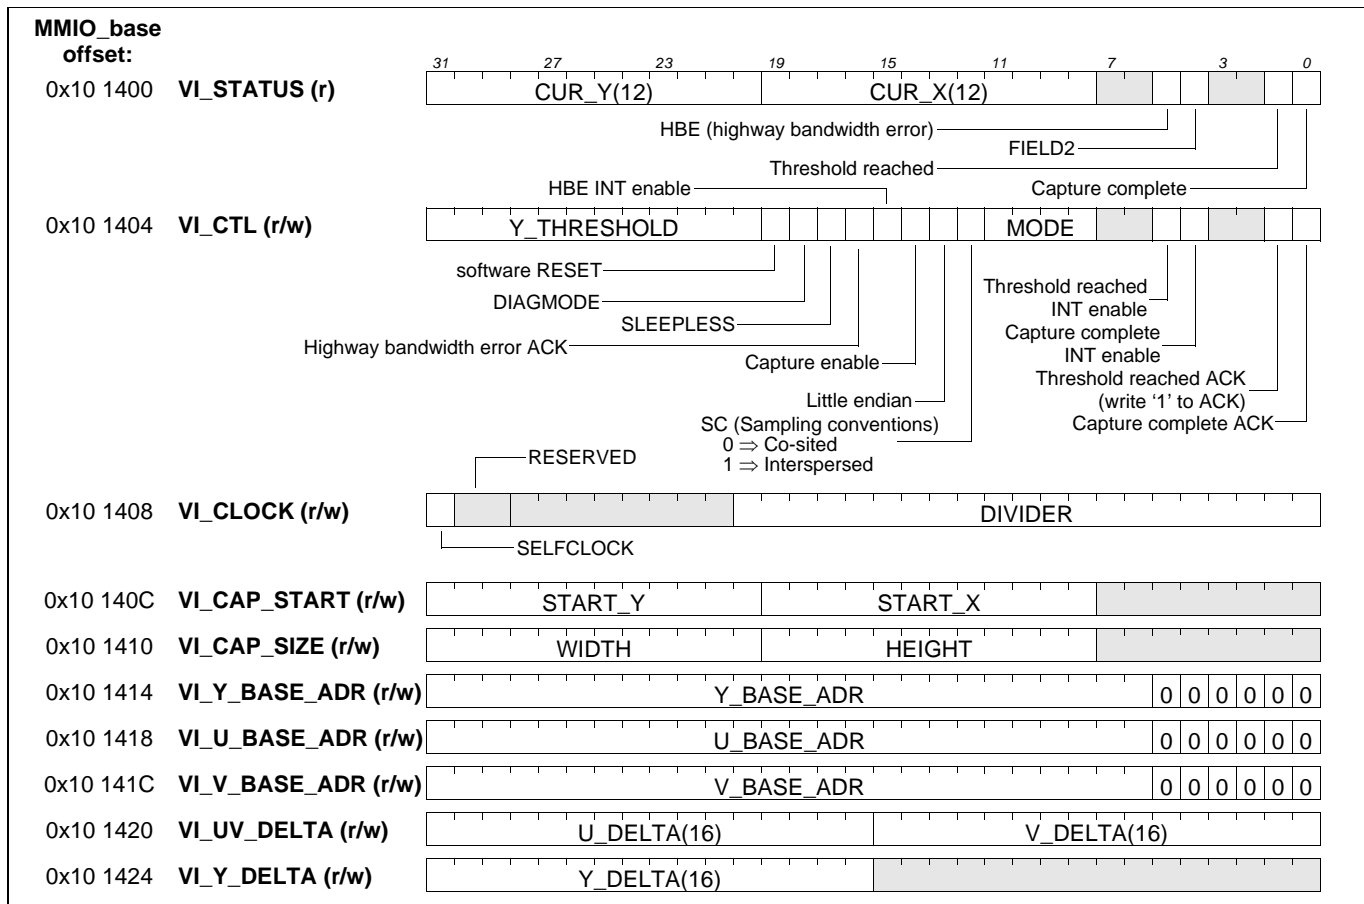 MMIO_base
offset:
31 27 23 19 15 11 7 3 0
0x10 1400 VI_STATUS (r) CUR_Y(12) CUR_X(12)
HBE (highway bandwidth error)
FIELD2
Threshold reached
HBE INT enable Capture complete
0x10 1404 VI_CTL (r/w) Y_THRESHOLD MODE
software RESET
DIAGMODE
SLEEPLESS
Highway bandwidth error ACK
Capture enable
Little endian
SC (Sampling conventions)
0 ⇒ Co-sited
1 ⇒ Interspersed
Threshold reached
INT enable
Capture complete
INT enable
Threshold reached ACK
(write ‘1’ to ACK)
Capture complete ACK
RESERVED
0x10 1408 VI_CLOCK (r/w) DIVIDER
SELFCLOCK
0x10 140C VI_CAP_START (r/w) START_Y START_X
0x10 1410 VI_CAP_SIZE (r/w) WIDTH HEIGHT
0x10 1414 VI_Y_BASE_ADR (r/w) Y_BASE_ADR 0 0 0 0 0 0
0x10 1418 VI_U_BASE_ADR (r/w) U_BASE_ADR 0 0 0 0 0 0
0x10 141C VI_V_BASE_ADR (r/w) V_BASE_ADR 0 0 0 0 0 0
0x10 1420 VI_UV_DELTA (r/w) U_DELTA(16) V_DELTA(16)
0x10 1424 VI_Y_DELTA (r/w) Y_DELTA(16)